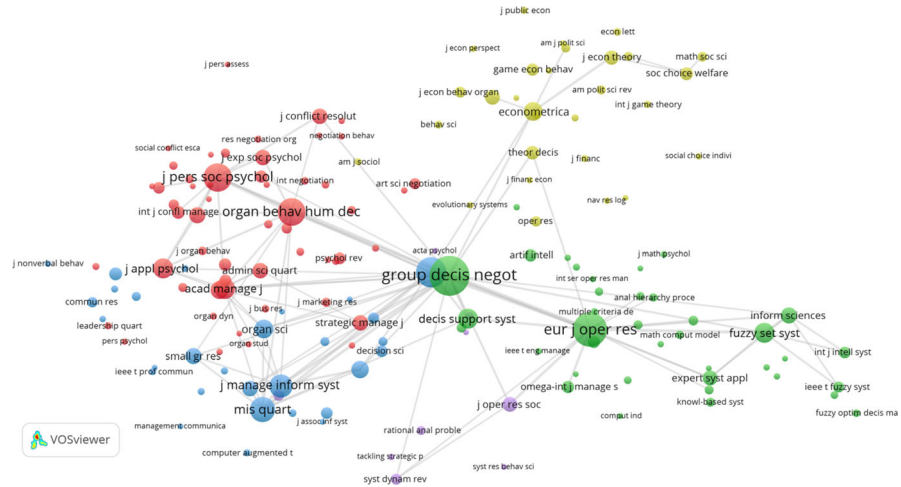 j public econ
econ lett
am j polit sci
j econ perspect
j econ theory
math soc sci
j pers assess
game econ behav
soc choice welfare
j econ behav organ
am polit sci rev
int j game theory
econometrica
j conflict resolut
behav sci
negotiation behav
res negotiation org
social conflict esca
j exp soc psychol
am j sociol
theor decis
j financ
social choice indivi
j pers soc psychol
int negotiation
art sci negotiation
j financ econ
nav res log
evolutionary systems
int j confl manage
organ behav hum dec
oper res
acta psychol
j organ behav
psychol rev
artif intell
j math psychol
j nonverbal behav
j appl psychol
admin sci quart
group decis negot
int ser oper res man
acad manage j
anal hierarchy proce
commun res
j marketing res
j bus res
multiple criteria de
organ dyn
decis support syst
inform sciences
leadership quart
strategic manage j
eur j oper res
organ sci
math comput model
fuzzy set syst
pers psychol
organ stud
decision sci
ieee t eng manage
int j intell syst
small gr res
ieee t prof commun
expert syst appl
j manage inform syst
omega-int j manage s
ieee t fuzzy syst
knowl-based syst
mis quart
j oper res soc
fuzzy optim decis ma
j assoc inf syst
comput ind
management communica
rational anal proble
VOSviewer
computer augmented t
tackling strategic p
syst res behav sci
syst dynam rev